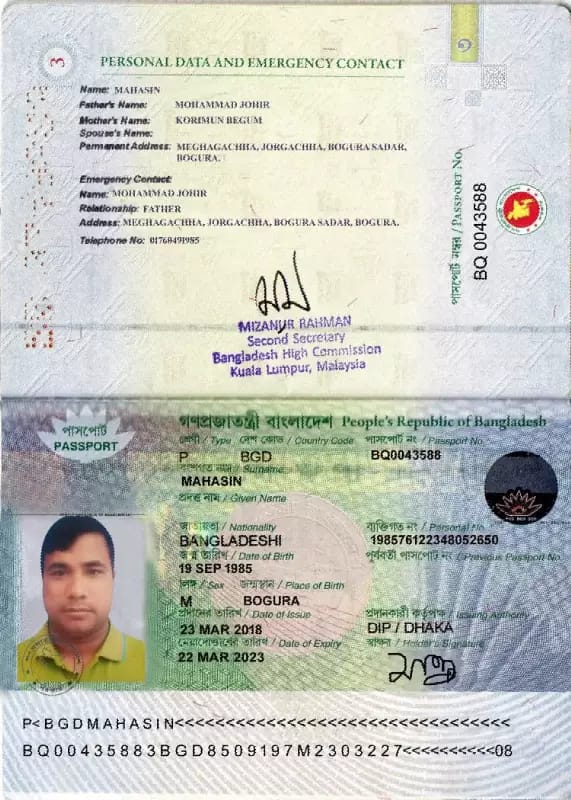 3
PERSONAL DATA AND EMERGENCY CONTACT
১
Name: MAHASIN
Father's Name: MOHAMMAD JOHIR
Mother's Name: KORIMUN BEGUM
Spouse's Name:
Permanent Address: MEGHAGACHHA, JORGACHHA, BOGURA SADAR,
BOGURA.
Emergency Contact:
Name: MOHAMMAD JOHIR
Relationship: FATHER
Address: MEGHAGACHHA, JORGACHHA, BOGURA SADAR, BOGURA.
Telephone No: 01768491985
পাসপোর্ট নম্বর / PASSPORT No.
BQ 0043588
MIZANUR RAHMAN
Second Secretary
Bangladesh High Commission
Kuala Lumpur, Malaysia
গণপ্রজাতন্ত্রী বাংলাদেশ People's Republic of Bangladesh
পাসপোর্ট
PASSPORT
শ্রেণী / Type দেশ কোড / Country Code পাসপোর্ট নং / Passport No.
P BGD BQ0043588
বংশগত নাম / Surname
MAHASIN
প্রদত্ত নাম / Given Name
জাতীয়তা / Nationality ব্যক্তিগত নং / Personal No.
BANGLADESHI 198576122348052650
জন্ম তারিখ / Date of Birth পূর্ববর্তী পাসপোর্ট নং / Previous Passport No.
19 SEP 1985
লিঙ্গ / Sex জন্মস্থান / Place of Birth
M BOGURA
প্রদানের তারিখ / Date of Issue প্রদানকারী কর্তৃপক্ষ / Issuing Authority
23 MAR 2018 DIP / DHAKA
মেয়াদোত্তীর্ণের তারিখ / Date of Expiry স্বাক্ষর / Holder's Signature
22 MAR 2023
P<BGDMAHASIN<<<<<<<<<<<<<<<<<<<<<<<<<<<<<<<<
BQ00435883BGD8509197M2303227<<<<<<<<<<<<<<08